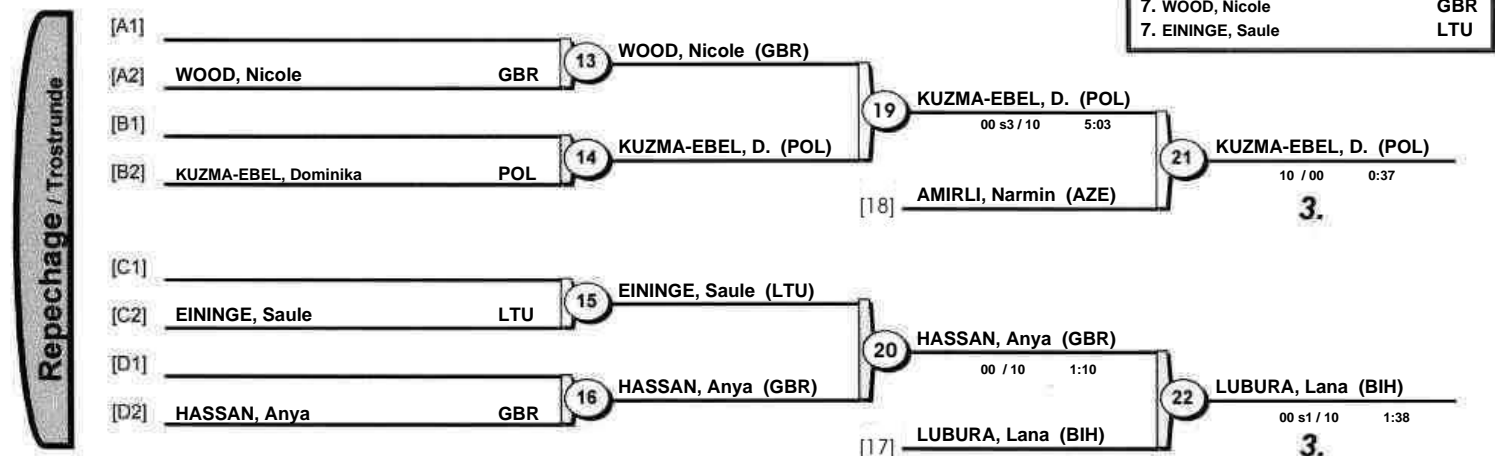 7. WOOD, Nicole GBR
7. EININGE, Saule LTU
Repechage / Trostrunde
[A1]
[A2] WOOD, Nicole GBR
13
WOOD, Nicole (GBR)
[B1]
[B2] KUZMA-EBEL, Dominika POL
14
KUZMA-EBEL, D. (POL)
19
KUZMA-EBEL, D. (POL)
00 s3 / 10 5:03
[18] AMIRLI, Narmin (AZE)
21
KUZMA-EBEL, D. (POL)
10 / 00 0:37
3.
[C1]
[C2] EININGE, Saule LTU
15
EININGE, Saule (LTU)
[D1]
[D2] HASSAN, Anya GBR
16
HASSAN, Anya (GBR)
20
HASSAN, Anya (GBR)
00 / 10 1:10
[17] LUBURA, Lana (BIH)
22
LUBURA, Lana (BIH)
00 s1 / 10 1:38
3.